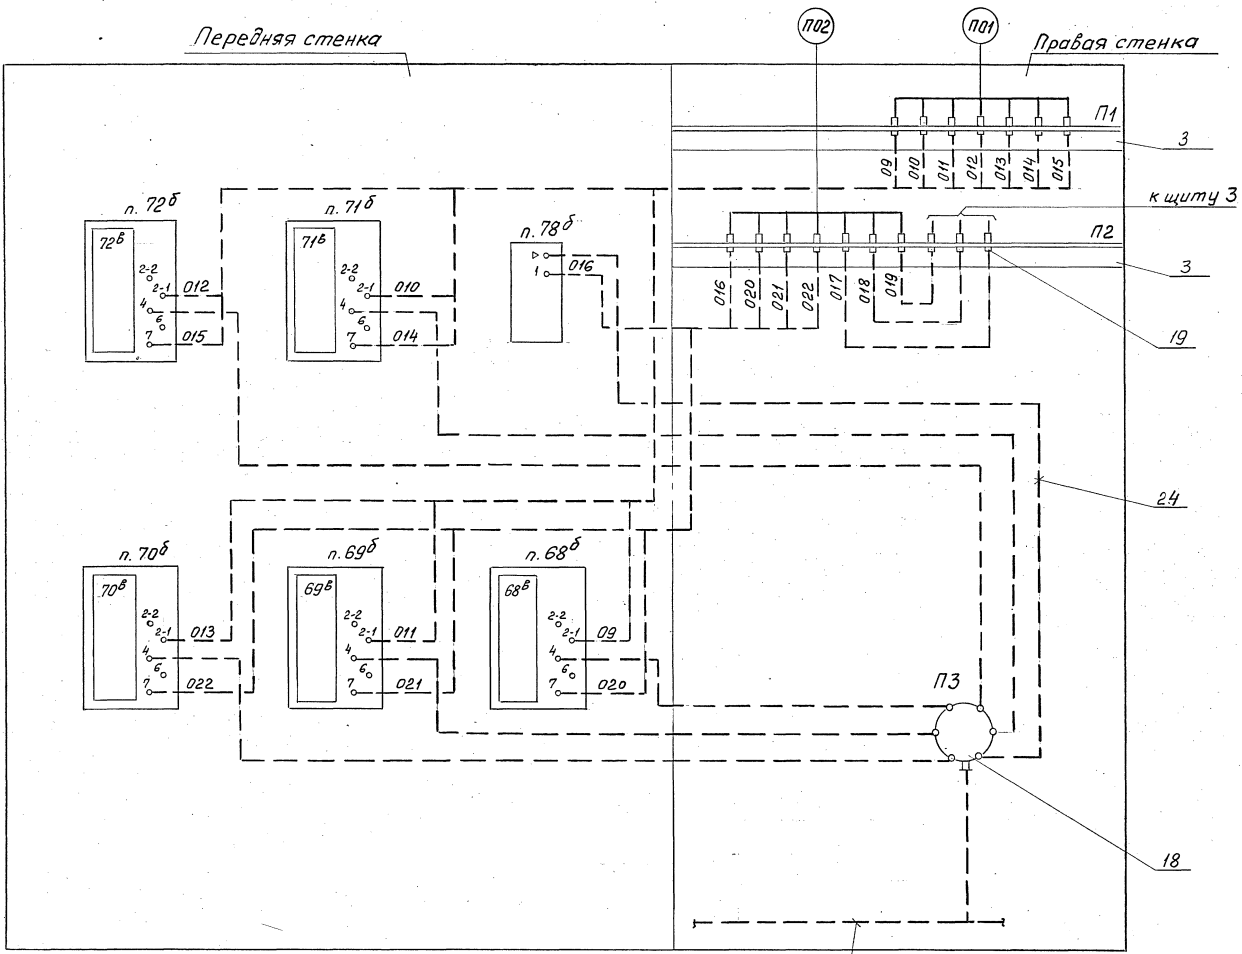 Передняя стенка
П02
П01
Правая стенка
П1
3
09
010
011
012
013
014
015
к щиту 3
П2
3
016
020
021
022
017
018
019
19
п. 72б
72в
2-2
2-1
012
4
6
7
015
п. 71б
71в
2-2
2-1
010
4
6
7
014
п. 78б
1
016
24
п. 70б
70в
2-2
2-1
013
4
6
7
022
п. 69б
69в
2-2
2-1
011
4
6
7
021
п. 68б
68в
2-2
2-1
09
4
6
7
020
П3
18